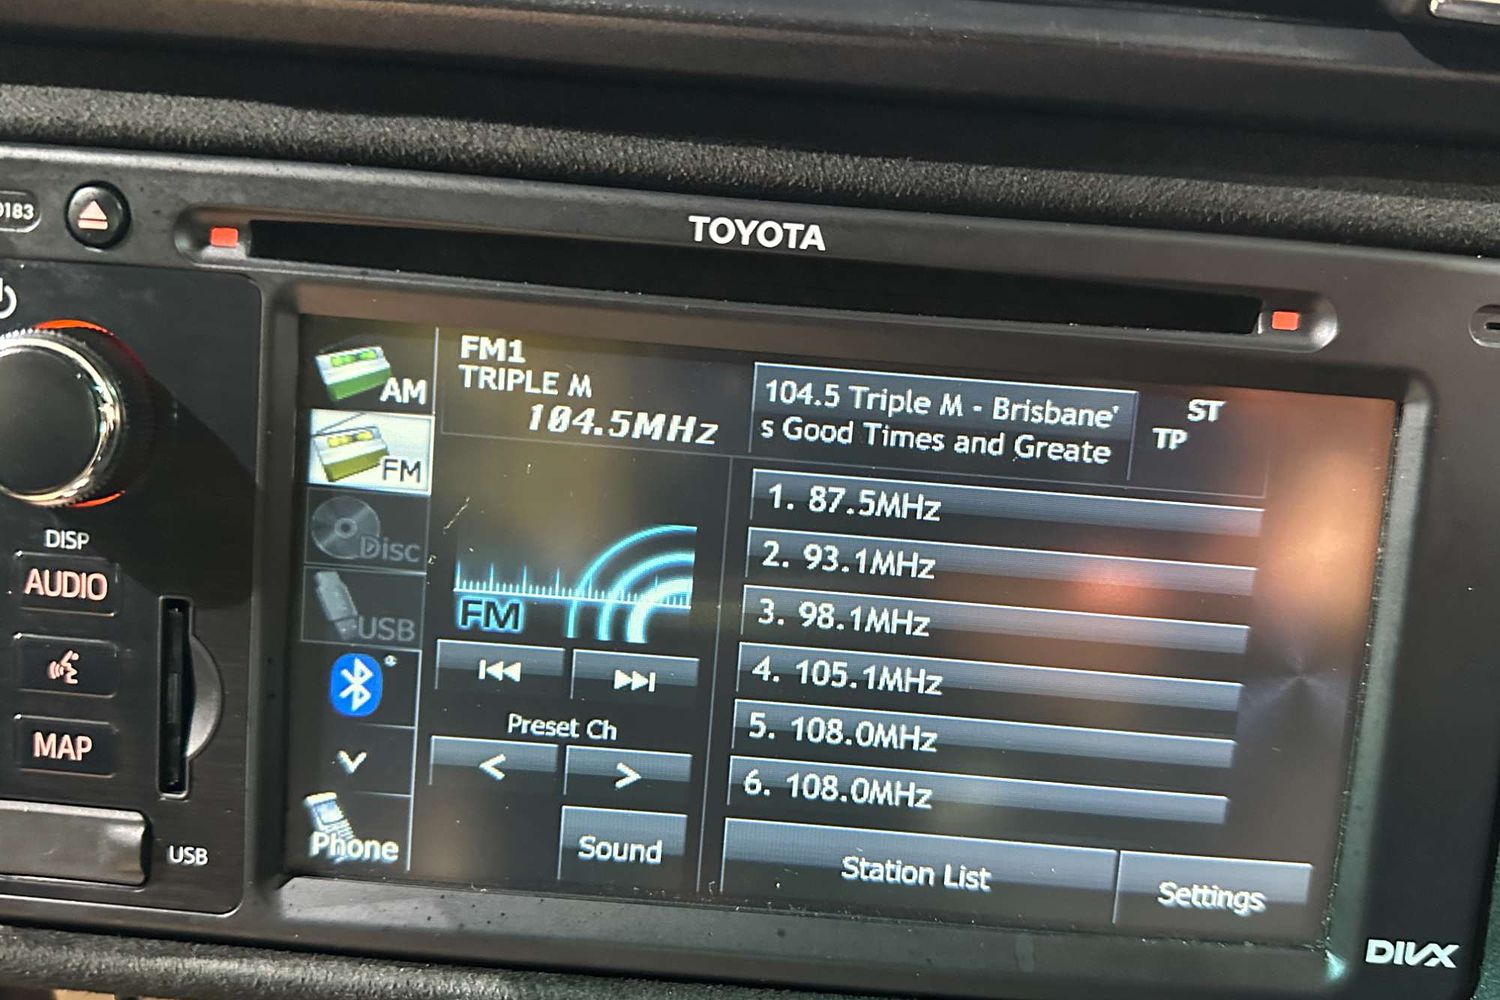 TOYOTA
DISP
AUDIO
MAP
USB
AM
FM
Disc
USB
Phone
FM1
TRIPLE M
104.5MHz
104.5 Triple M - Brisbane'
s Good Times and Greate
ST
TP
FM
Preset Ch
<
>
Sound
1. 87.5MHz
2. 93.1MHz
3. 98.1MHz
4. 105.1MHz
5. 108.0MHz
6. 108.0MHz
Station List
Settings
DIVX